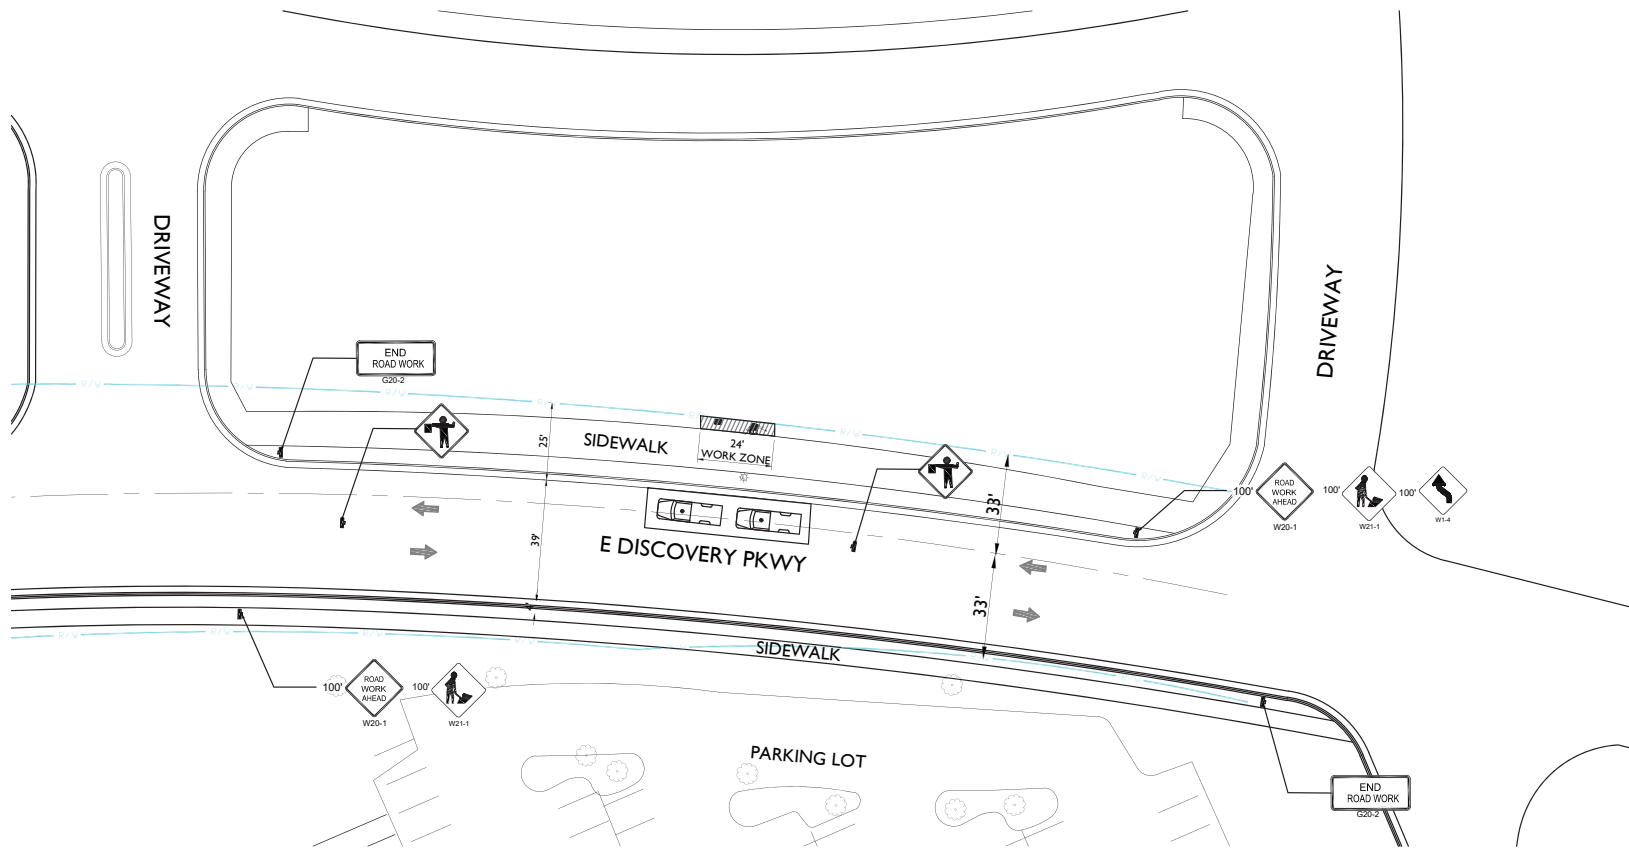 DRIVEWAY
DRIVEWAY
END
ROAD WORK
G20-2
R/W
R/W
R/W
R/W
R/W
R/W
R/W
R/W
25'
SIDEWALK
24'
WORK ZONE
33'
100'
ROAD
WORK
AHEAD
W20-1
100'
W21-1
100'
W1-4
39'
E DISCOVERY PKWY
33'
4'
R/W
R/W
R/W
R/W
R/W
SIDEWALK
100'
ROAD
WORK
AHEAD
W20-1
100'
W21-1
PARKING LOT
END
ROAD WORK
G20-2